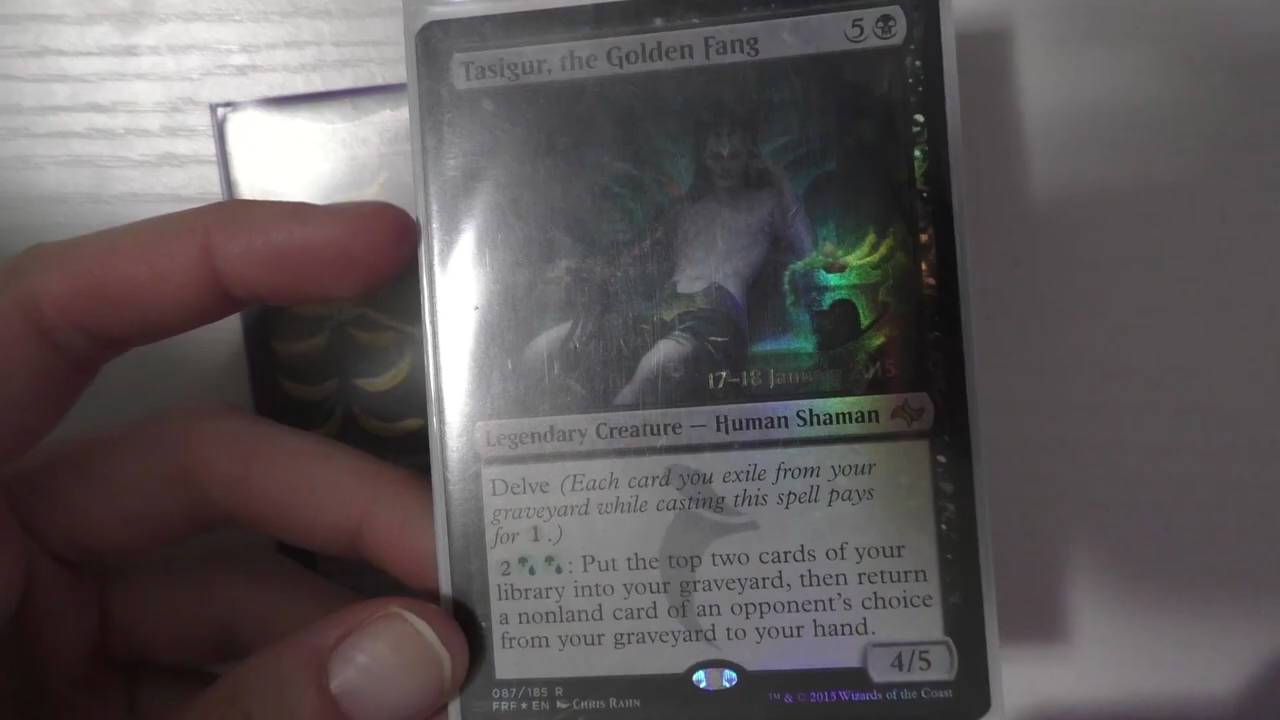 Tasigur, the Golden Fang 5
17–18 January 2015
Legendary Creature — Human Shaman
Delve (Each card you exile from your
graveyard while casting this spell pays
for 1.)
2 : Put the top two cards of your
library into your graveyard, then return
a nonland card of an opponent's choice
from your graveyard to your hand.
4/5
087/185 R
FRF★EN Chris Rahn
™ & © 2015 Wizards of the Coast